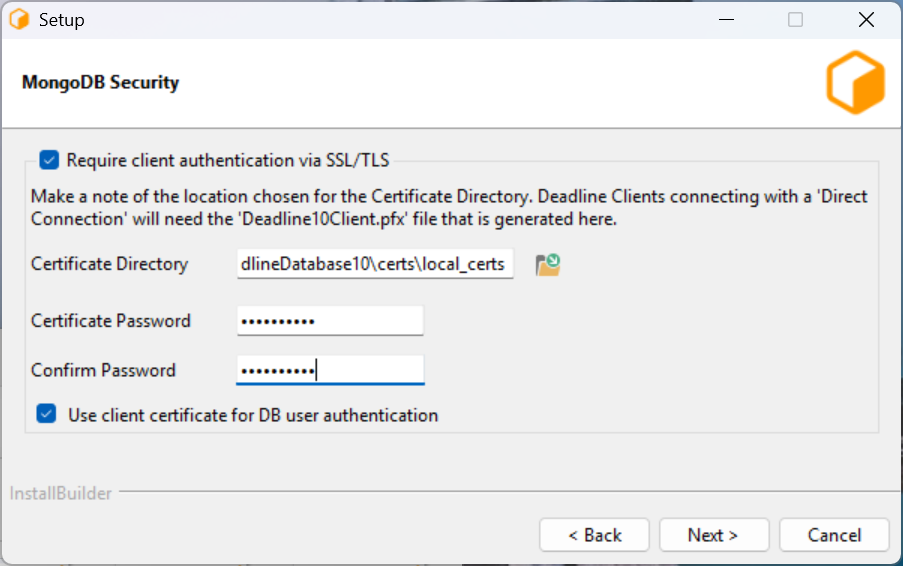 Setup
MongoDB Security
Require client authentication via SSL/TLS
Make a note of the location chosen for the Certificate Directory. Deadline Clients connecting with a 'Direct
Connection' will need the 'Deadline10Client.pfx' file that is generated here.
Certificate Directory dlineDatabase10\certs\local_certs
Certificate Password ••••••••••
Confirm Password ••••••••••
Use client certificate for DB user authentication
InstallBuilder
< Back Next > Cancel